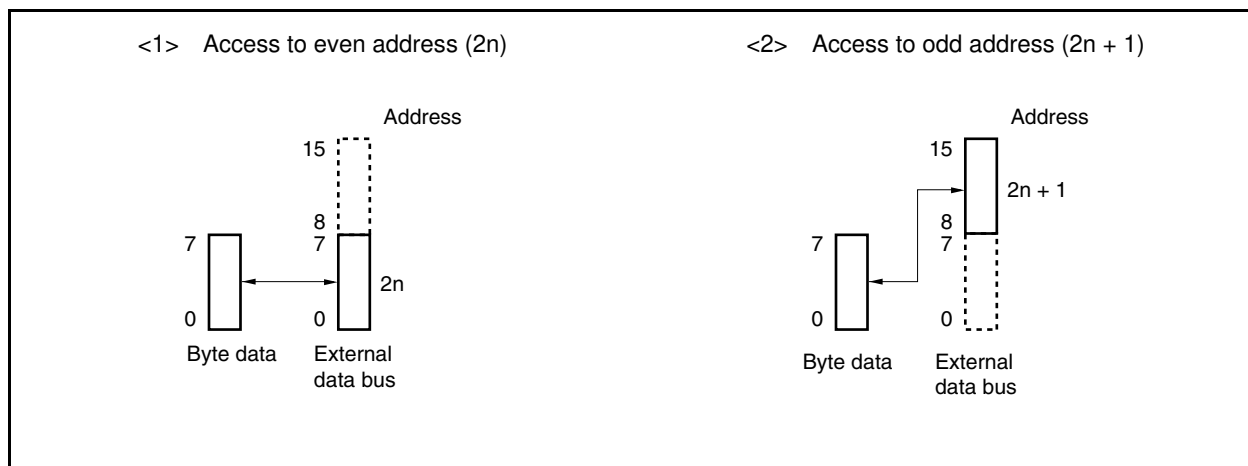 <1> Access to even address (2n)
Address
15
8
7
7
2n
0
0
Byte data
External
data bus
<2> Access to odd address (2n + 1)
Address
15
2n + 1
8
7
7
0
0
Byte data
External
data bus